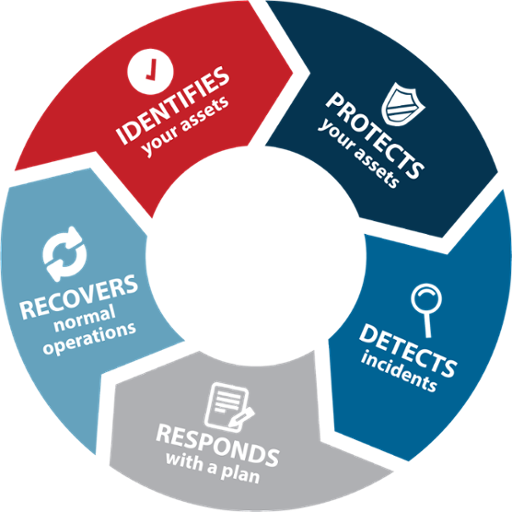 IDENTIFIES
your assets
PROTECTS
your assets
DETECTS
incidents
RESPONDS
with a plan
RECOVERS
normal
operations